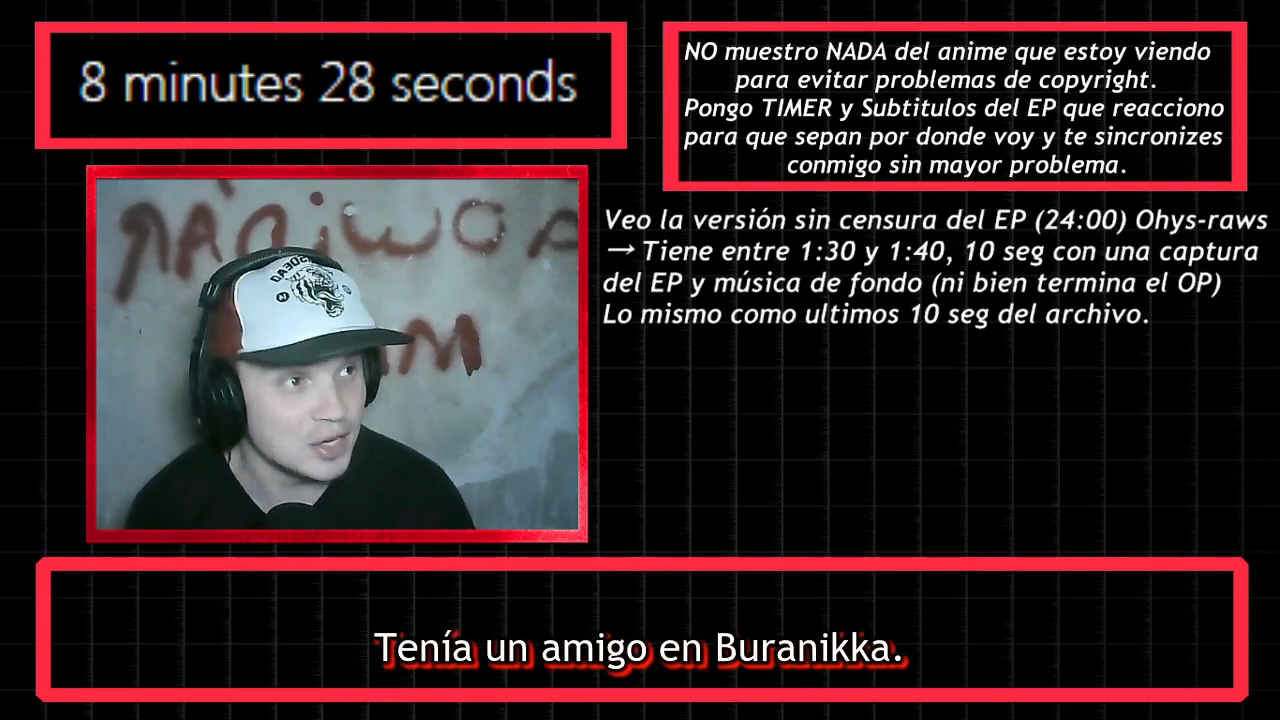 8 minutes 28 seconds
NO muestro NADA del anime que estoy viendo
para evitar problemas de copyright.
Pongo TIMER y Subtitulos del EP que reacciono
para que sepan por donde voy y te sincronizes
conmigo sin mayor problema.
Veo la versión sin censura del EP (24:00) Ohys-raws
→ Tiene entre 1:30 y 1:40, 10 seg con una captura
del EP y música de fondo (ni bien termina el OP)
Lo mismo como ultimos 10 seg del archivo.
Tenía un amigo en Buranikka.